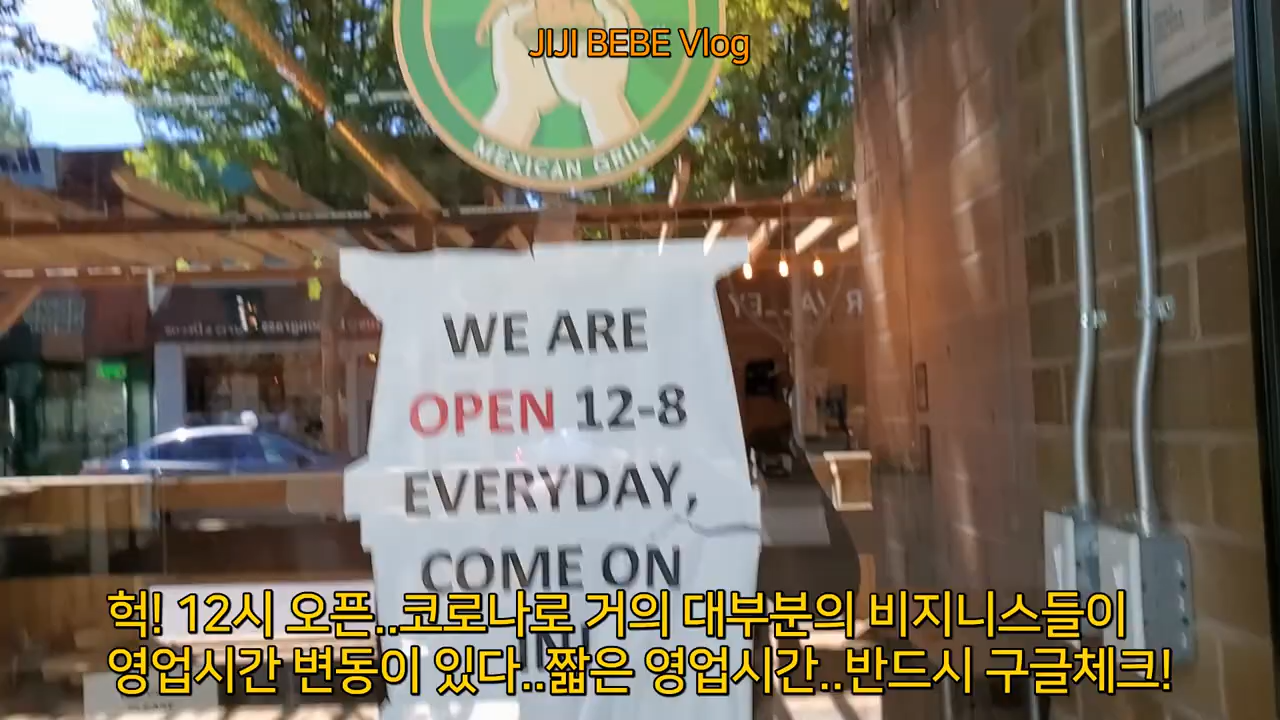 JIJI BEBE Vlog
MEXICAN GRILL
WE ARE
OPEN 12-8
EVERYDAY,
COME ON
IN!
혁! 12시 오픈..코로나로 거의 대부분의 비지니스들이
영업시간 변동이 있다..짧은 영업시간..반드시 구글체크!